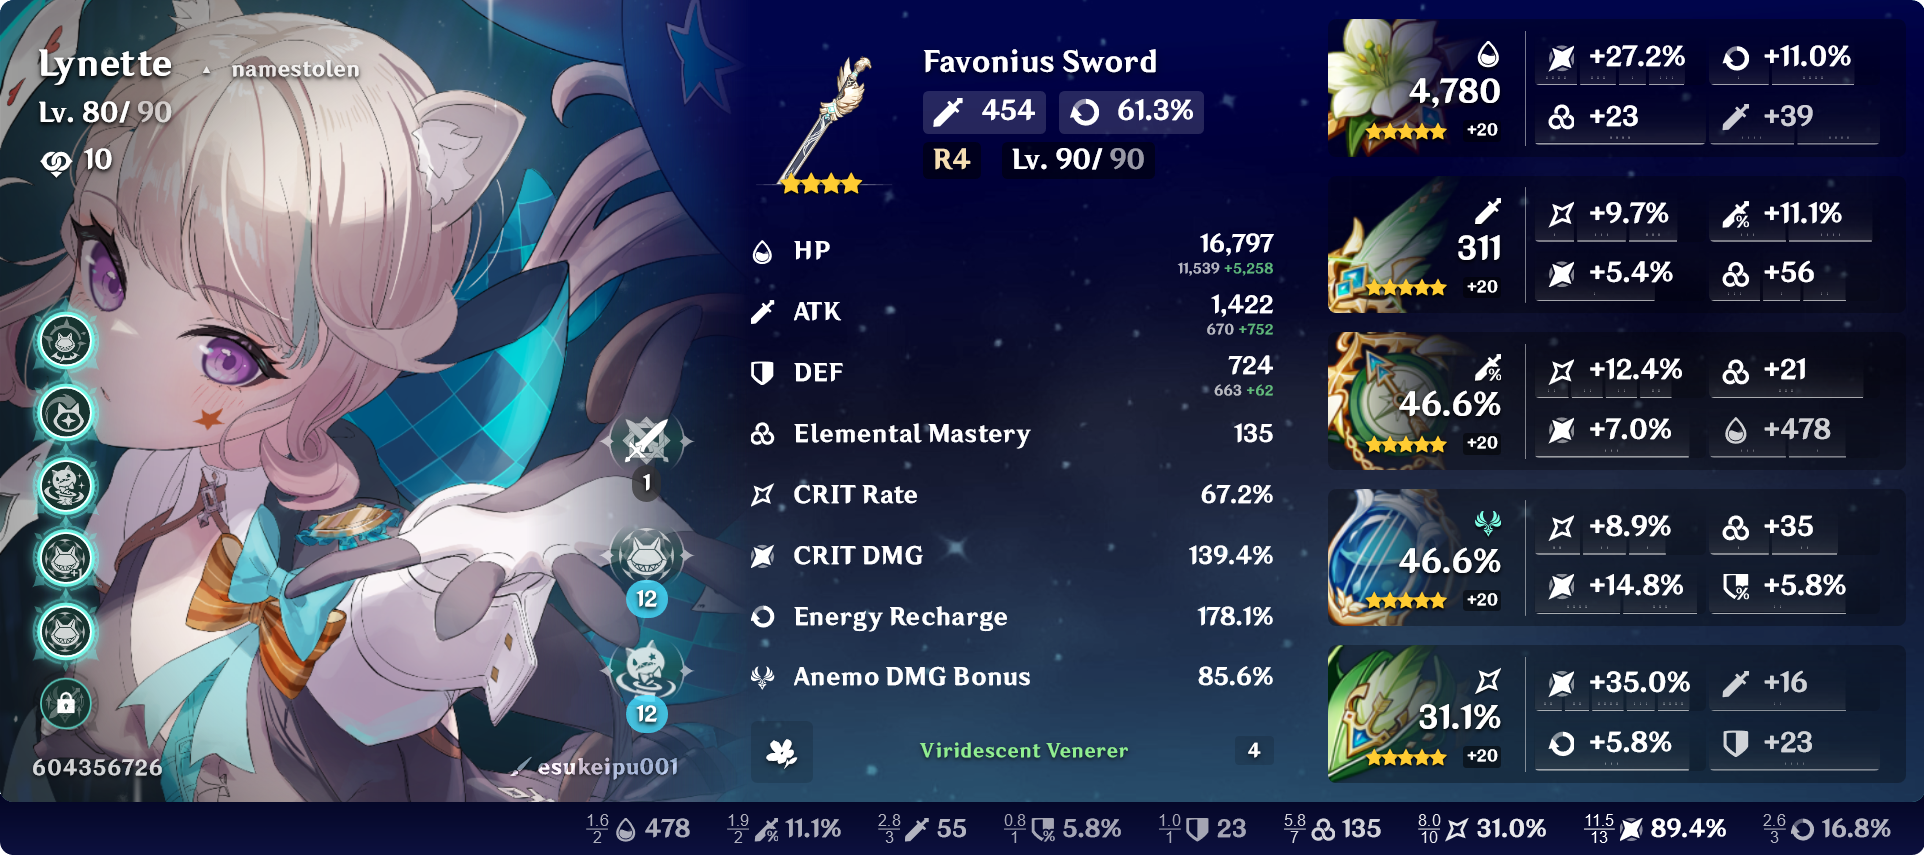 Lynette namestolen
Lv. 80/ 90
10
1
12
12
+1
604356726
esukeipu001
Favonius Sword
454 61.3%
R4 Lv. 90/ 90
HP 16,797
11,539 +5,258
ATK 1,422
670 +752
DEF 724
663 +62
Elemental Mastery 135
CRIT Rate 67.2%
CRIT DMG 139.4%
Energy Recharge 178.1%
Anemo DMG Bonus 85.6%
Viridescent Venerer 4
4,780
+20
+27.2% +11.0%
+23 +39
311
+20
+9.7% % +11.1%
+5.4% +56
%
46.6%
+20
+12.4% +21
+7.0% +478
46.6%
+20
+8.9% +35
+14.8% % +5.8%
31.1%
+20
+35.0% +16
+5.8% +23
1.6 2 478 1.9 2 % 11.1% 2.8 3 55 0.8 1 % 5.8% 1.0 1 23 5.8 7 135 8.0 10 31.0% 11.5 13 89.4% 2.6 3 16.8%